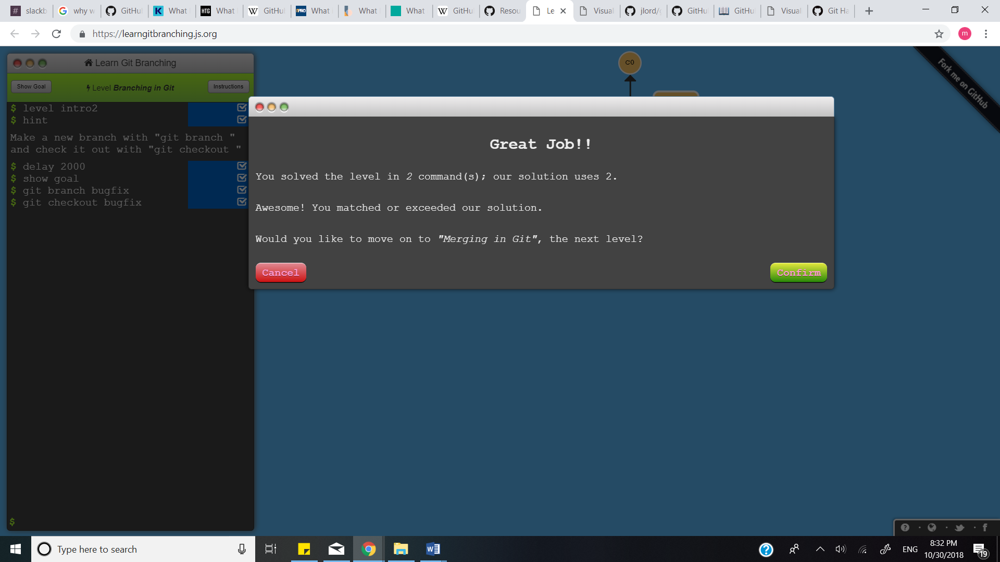 slackb
why w
GitHu
What
What
GitHu
What
What
What
GitHu
Resou
Le
Visual
jlord/
GitHu
GitHu
Visual
Git Ha
https://learngitbranching.js.org
m
Learn Git Branching
Show Goal
Level Branching in Git
Instructions
$ level intro2
$ hint
Make a new branch with "git branch "
and check it out with "git checkout "
$ delay 2000
$ show goal
$ git branch bugfix
$ git checkout bugfix
$
C0
Fork me on GitHub
Great Job!!
You solved the level in 2 command(s); our solution uses 2.
Awesome! You matched or exceeded our solution.
Would you like to move on to "Merging in Git", the next level?
Cancel
Confirm
Type here to search
ENG
8:32 PM
10/30/2018
19